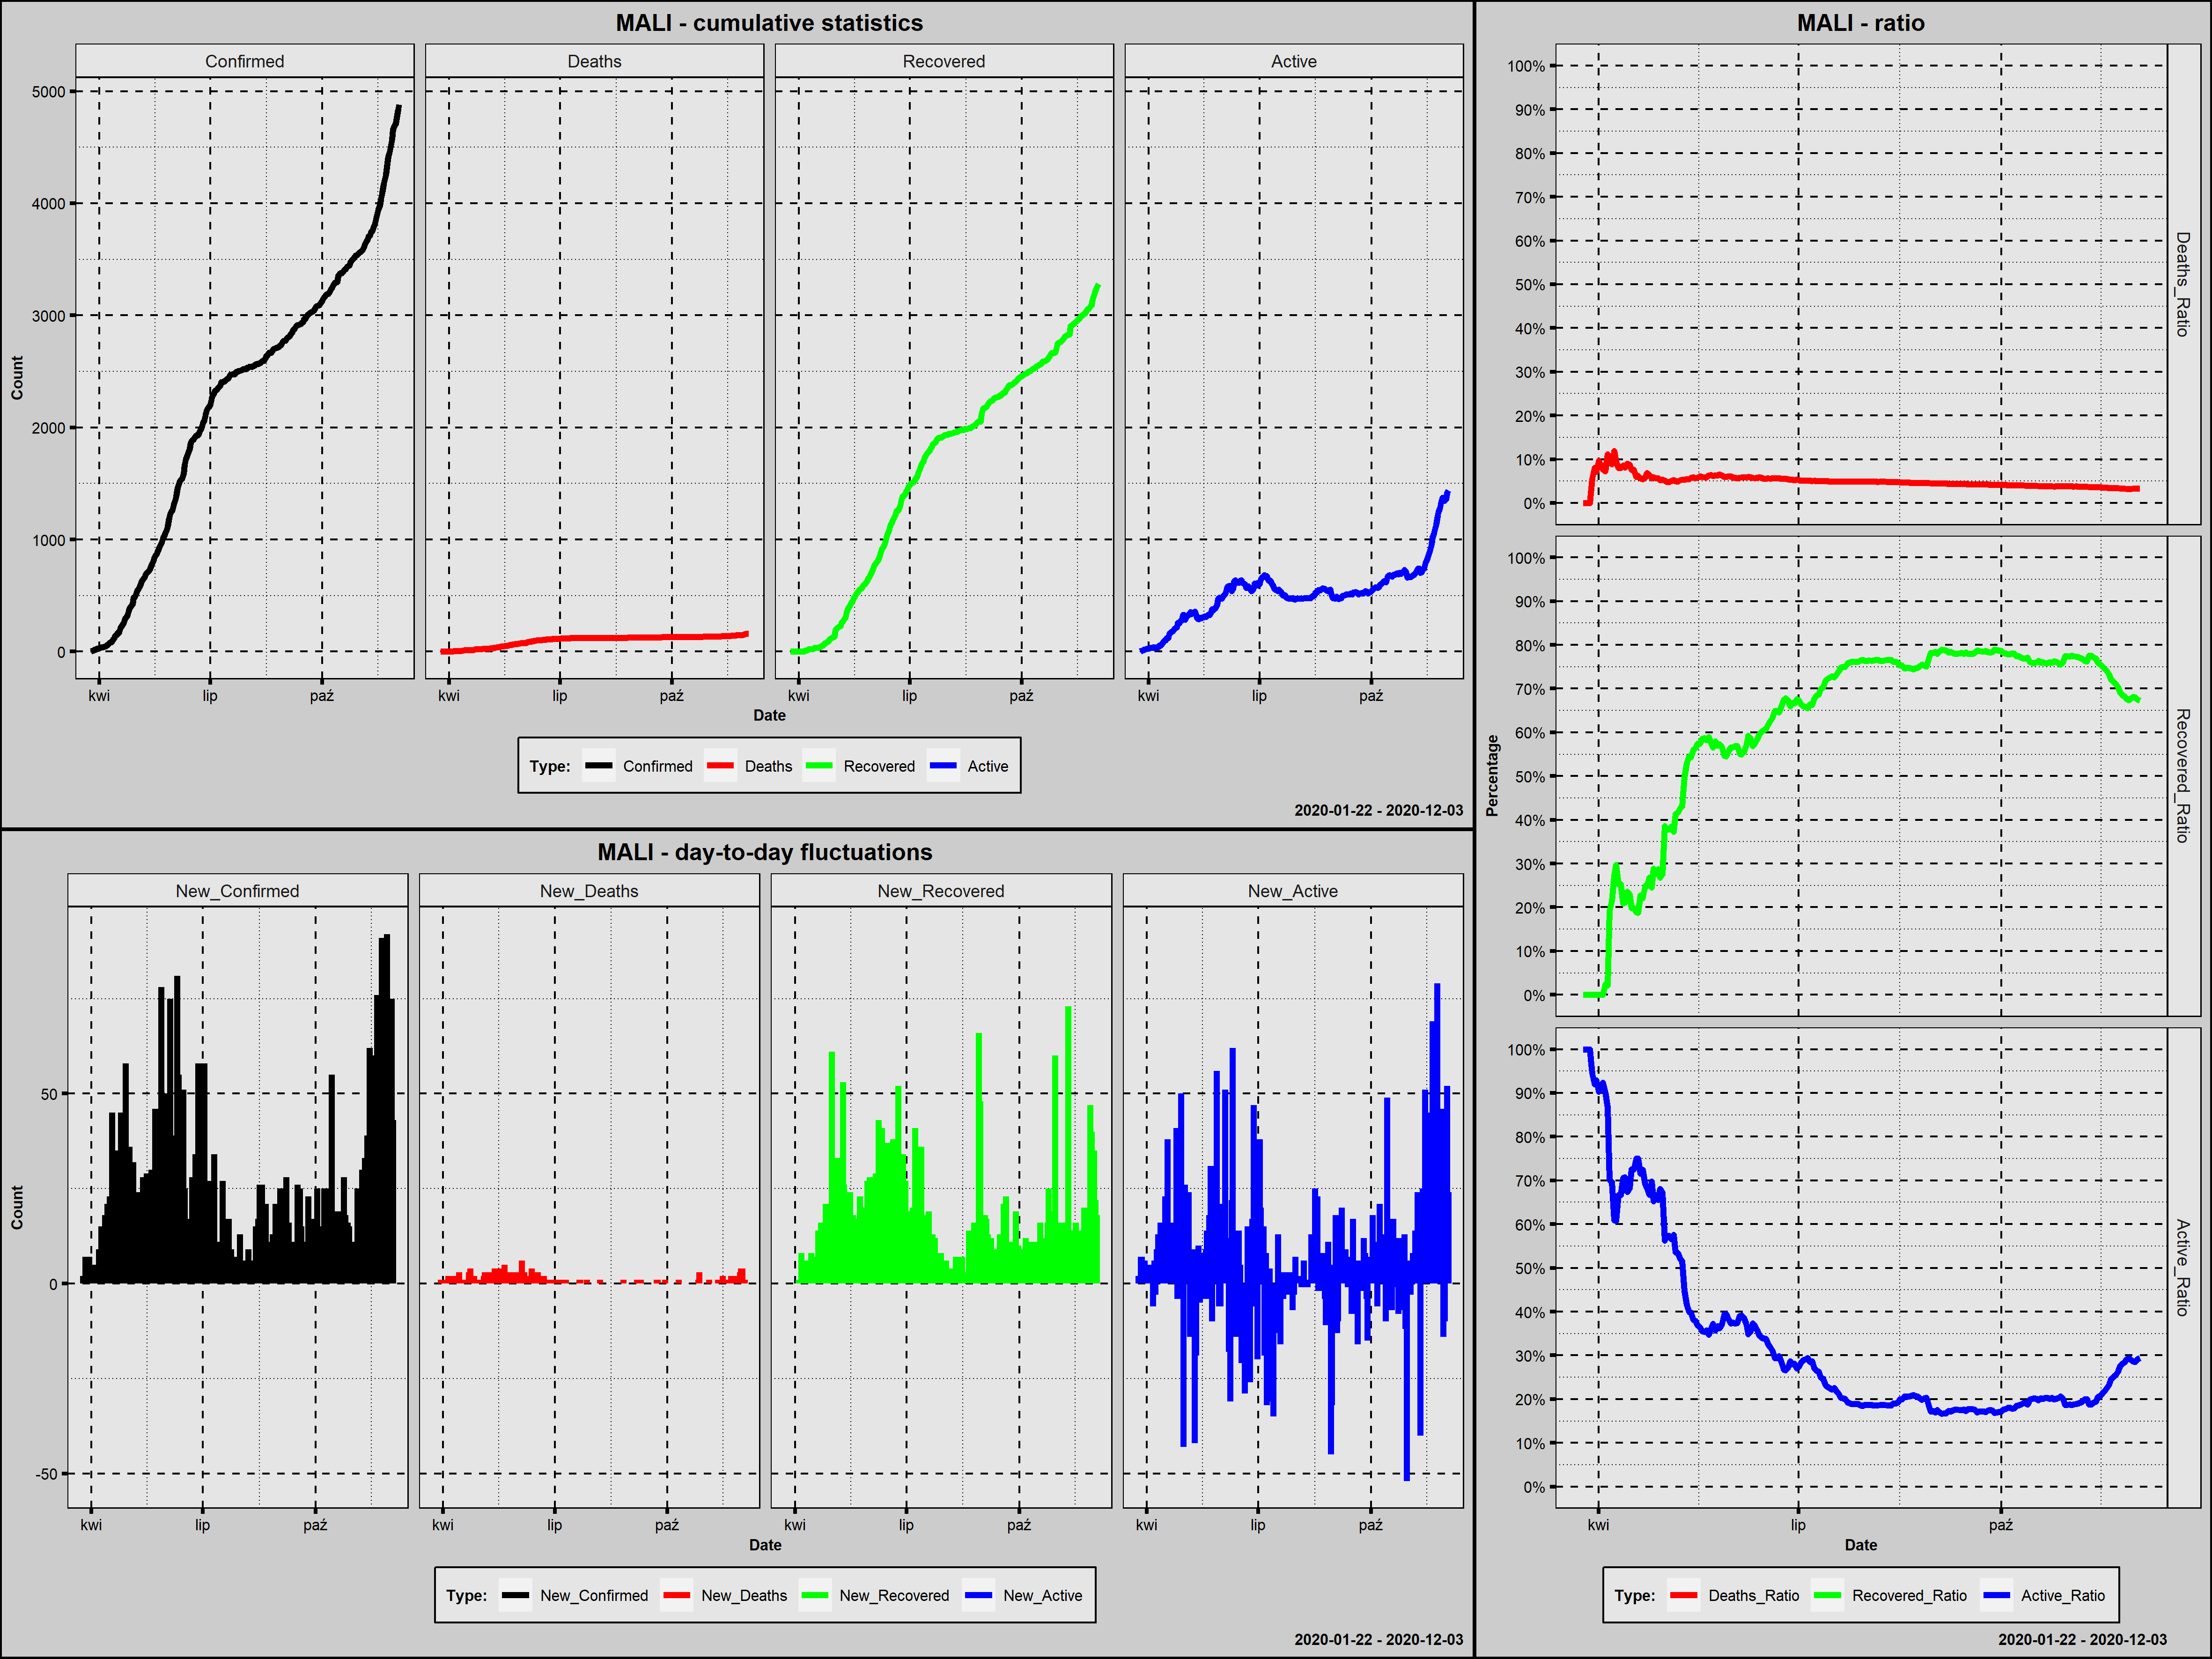 MALI - cumulative statistics
Confirmed Deaths Recovered Active
Count
5000
4000
3000
2000
1000
0
kwi lip paź kwi lip paź kwi lip paź kwi lip paź
Date
Type: Confirmed Deaths Recovered Active
2020-01-22 - 2020-12-03
MALI - day-to-day fluctuations
New_Confirmed New_Deaths New_Recovered New_Active
Count
50
0
-50
kwi lip paź kwi lip paź kwi lip paź kwi lip paź
Date
Type: New_Confirmed New_Deaths New_Recovered New_Active
2020-01-22 - 2020-12-03
MALI - ratio
Percentage
100%
90%
80%
70%
60%
50%
40%
30%
20%
10%
0%
Deaths_Ratio
100%
90%
80%
70%
60%
50%
40%
30%
20%
10%
0%
Recovered_Ratio
100%
90%
80%
70%
60%
50%
40%
30%
20%
10%
0%
Active_Ratio
kwi lip paź
Date
Type: Deaths_Ratio Recovered_Ratio Active_Ratio
2020-01-22 - 2020-12-03